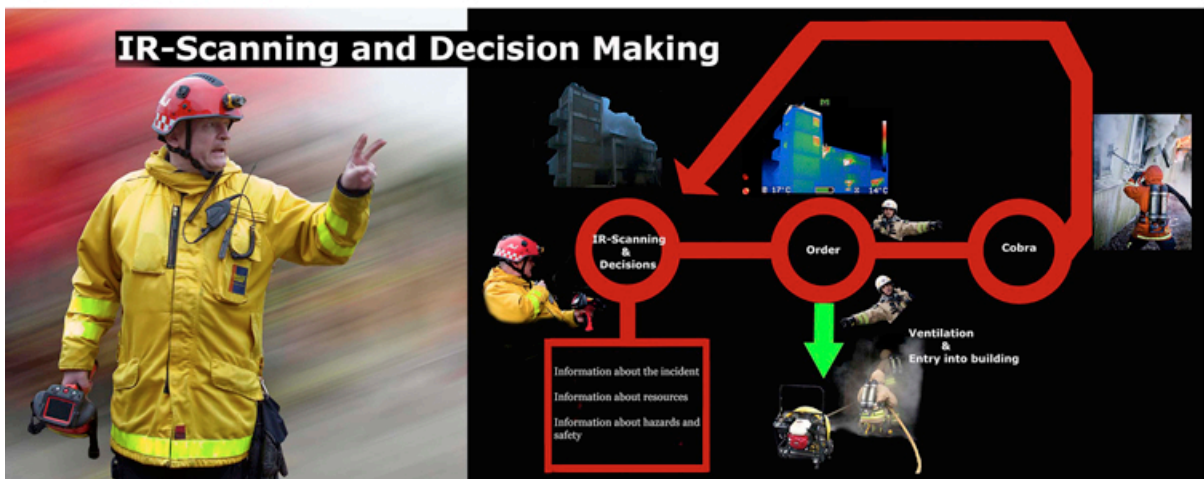 IR-Scanning and Decision Making
IR-Scanning
&
Decisions
Order
Cobra
17°C
14°C
Ventilation
&
Entry into building
Information about the incident
Information about resources
Information about hazards and
safety